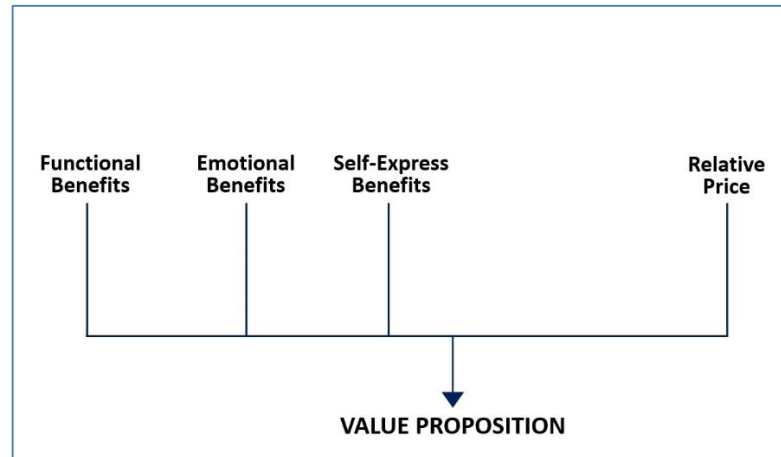 Functional
Benefits
Emotional
Benefits
Self-Express
Benefits
Relative
Price
VALUE PROPOSITION